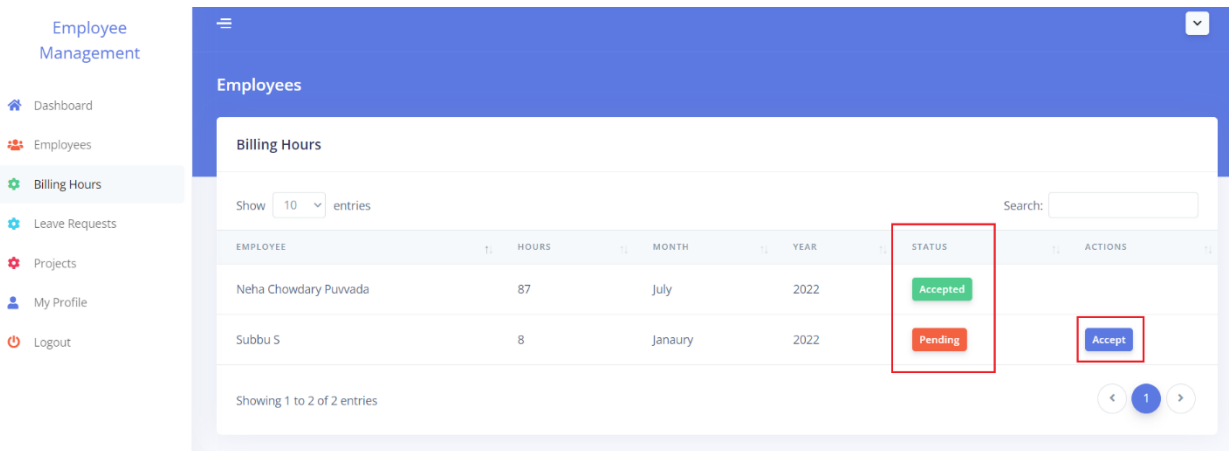 Employee
Management
Dashboard
Employees
Billing Hours
Leave Requests
Projects
My Profile
Logout
Employees
Billing Hours
Show 10 entries
Search:
EMPLOYEE HOURS MONTH YEAR STATUS ACTIONS
Neha Chowdary Puvvada 87 July 2022 Accepted
Subbu S 8 Janaury 2022 Pending Accept
Showing 1 to 2 of 2 entries
1